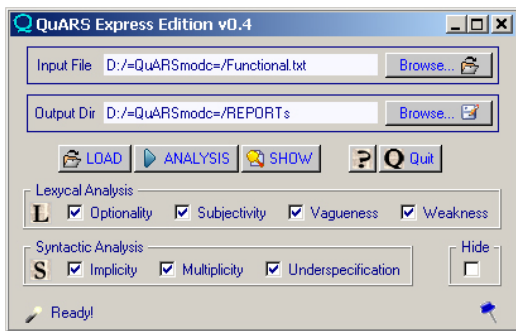 QuARS Express Edition v0.4
Input File D:/=QuARSmodc=/Functional.txt Browse...
Output Dir D:/=QuARSmodc=/REPORTs Browse...
LOAD ANALYSIS SHOW ? Q Quit
Lexycal Analysis
L Optionality Subjectivity Vagueness Weakness
Syntactic Analysis Hide
S Implicity Multiplicity Underspecification
Ready!